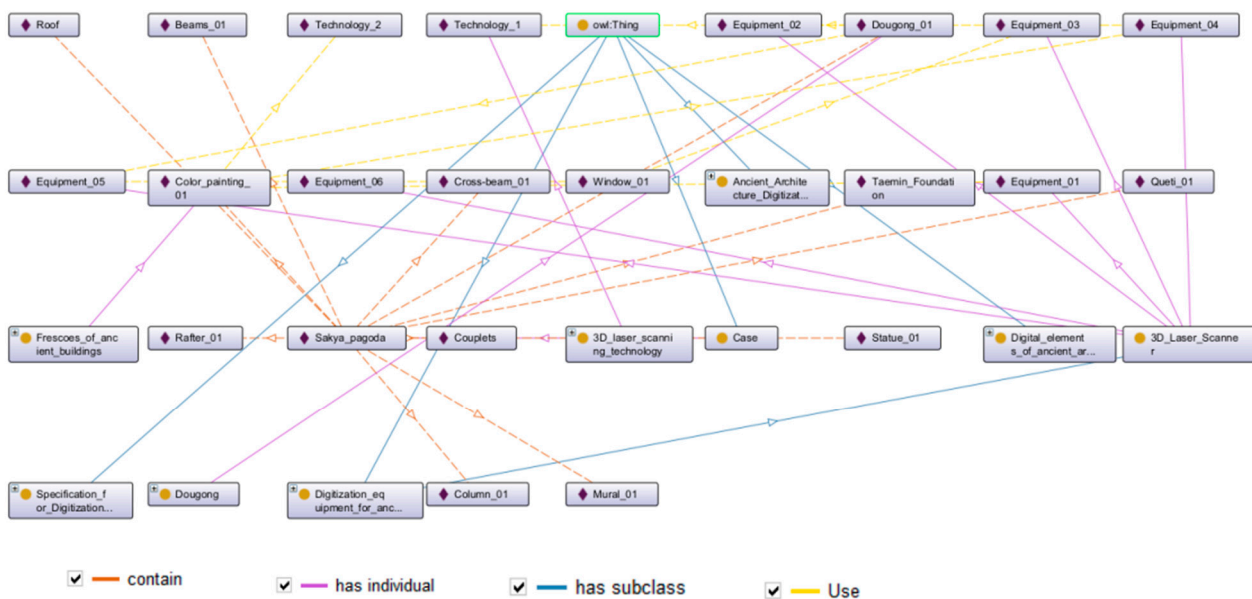 Roof
Beams_01
Technology_2
Technology_1
owl:Thing
Equipment_02
Dougong_01
Equipment_03
Equipment_04
Equipment_05
Color_painting_
01
Equipment_06
Cross-beam_01
Window_01
Ancient_Archite
cture_Digitizat...
Taemin_Foundati
on
Equipment_01
Queti_01
Frescoes_of_anc
ient_buildings
Rafter_01
Sakya_pagoda
Couplets
3D_laser_scanni
ng_technology
Case
Statue_01
Digital_element
s_of_ancient_ar...
3D_Laser_Scanne
r
Specification_f
or_Digitization...
Dougong
Digitization_eq
uipment_for_anc...
Column_01
Mural_01
contain
has individual
has subclass
Use